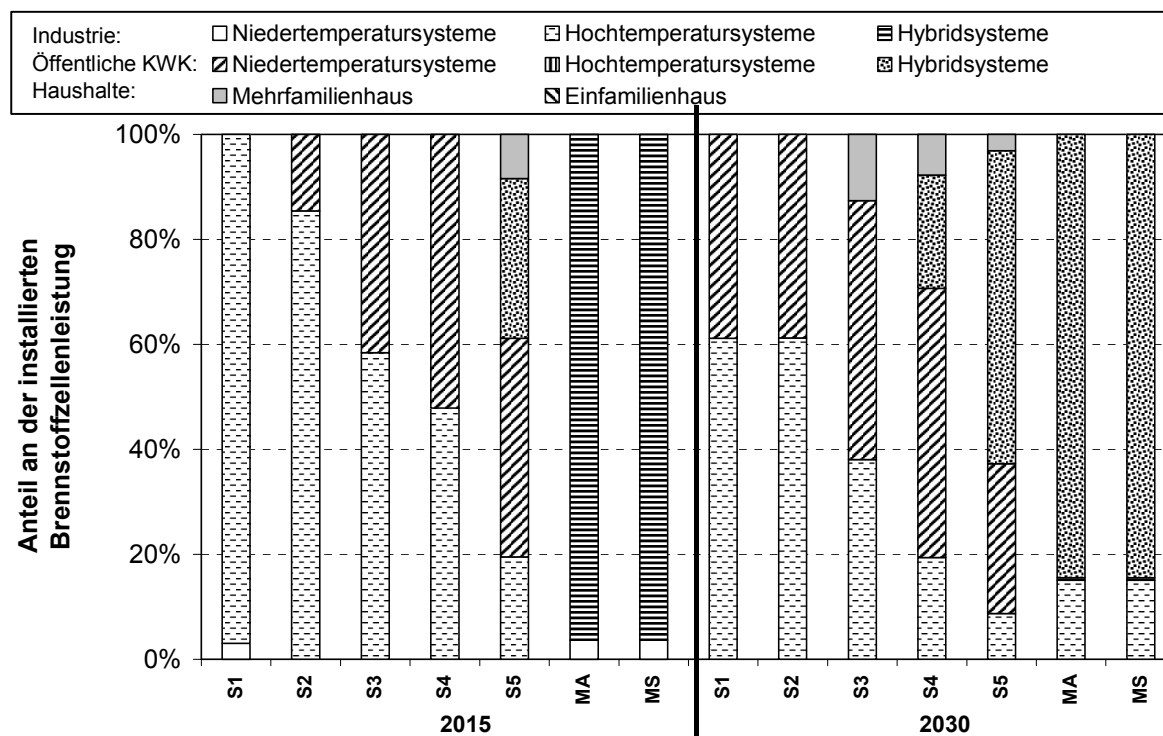 Industrie: Niedertemperatursysteme Hochtemperatursysteme Hybridsysteme
Öffentliche KWK: Niedertemperatursysteme Hochtemperatursysteme Hybridsysteme
Haushalte: Mehrfamilienhaus Einfamilienhaus
Anteil an der installierten
Brennstoffzellenleistung
100%
80%
60%
40%
20%
0%
S1 S2 S3 S4 S5 MA MS S1 S2 S3 S4 S5 MA MS
2015 2030